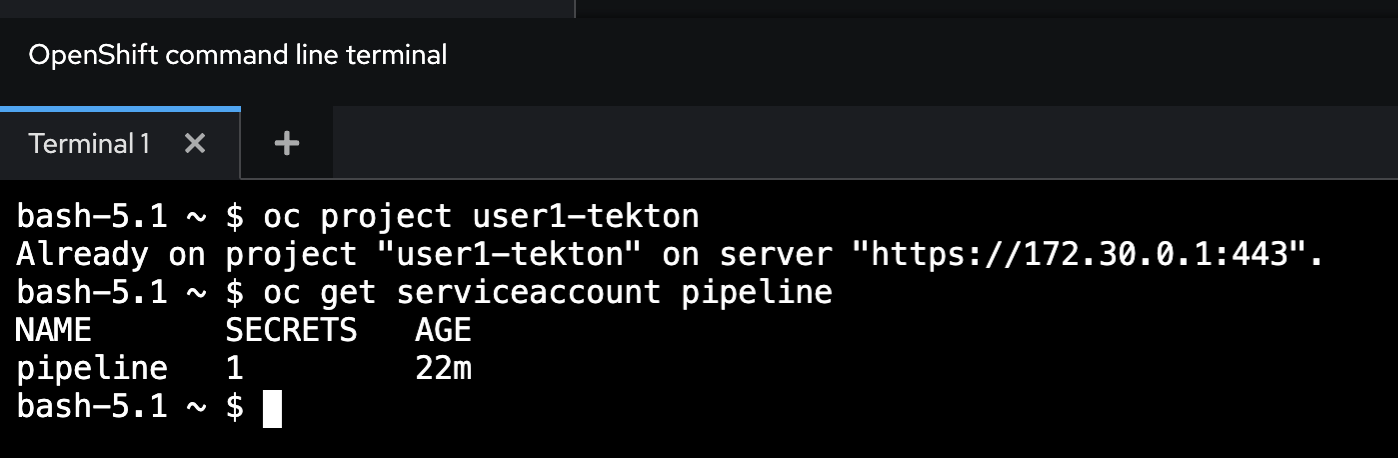 OpenShift command line terminal
Terminal 1
bash-5.1 ~ $ oc project user1-tekton
Already on project "user1-tekton" on server "https://172.30.0.1:443".
bash-5.1 ~ $ oc get serviceaccount pipeline
NAME       SECRETS   AGE
pipeline   1         22m
bash-5.1 ~ $